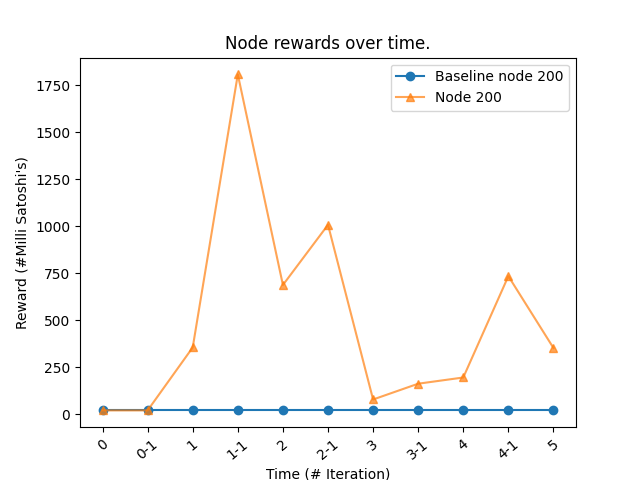 Node rewards over time.
Baseline node 200
Node 200
Reward (#Milli Satoshi's)
1750
1500
1250
1000
750
500
250
0
0 0-1 1 1-1 2 2-1 3 3-1 4 4-1 5
Time (# Iteration)